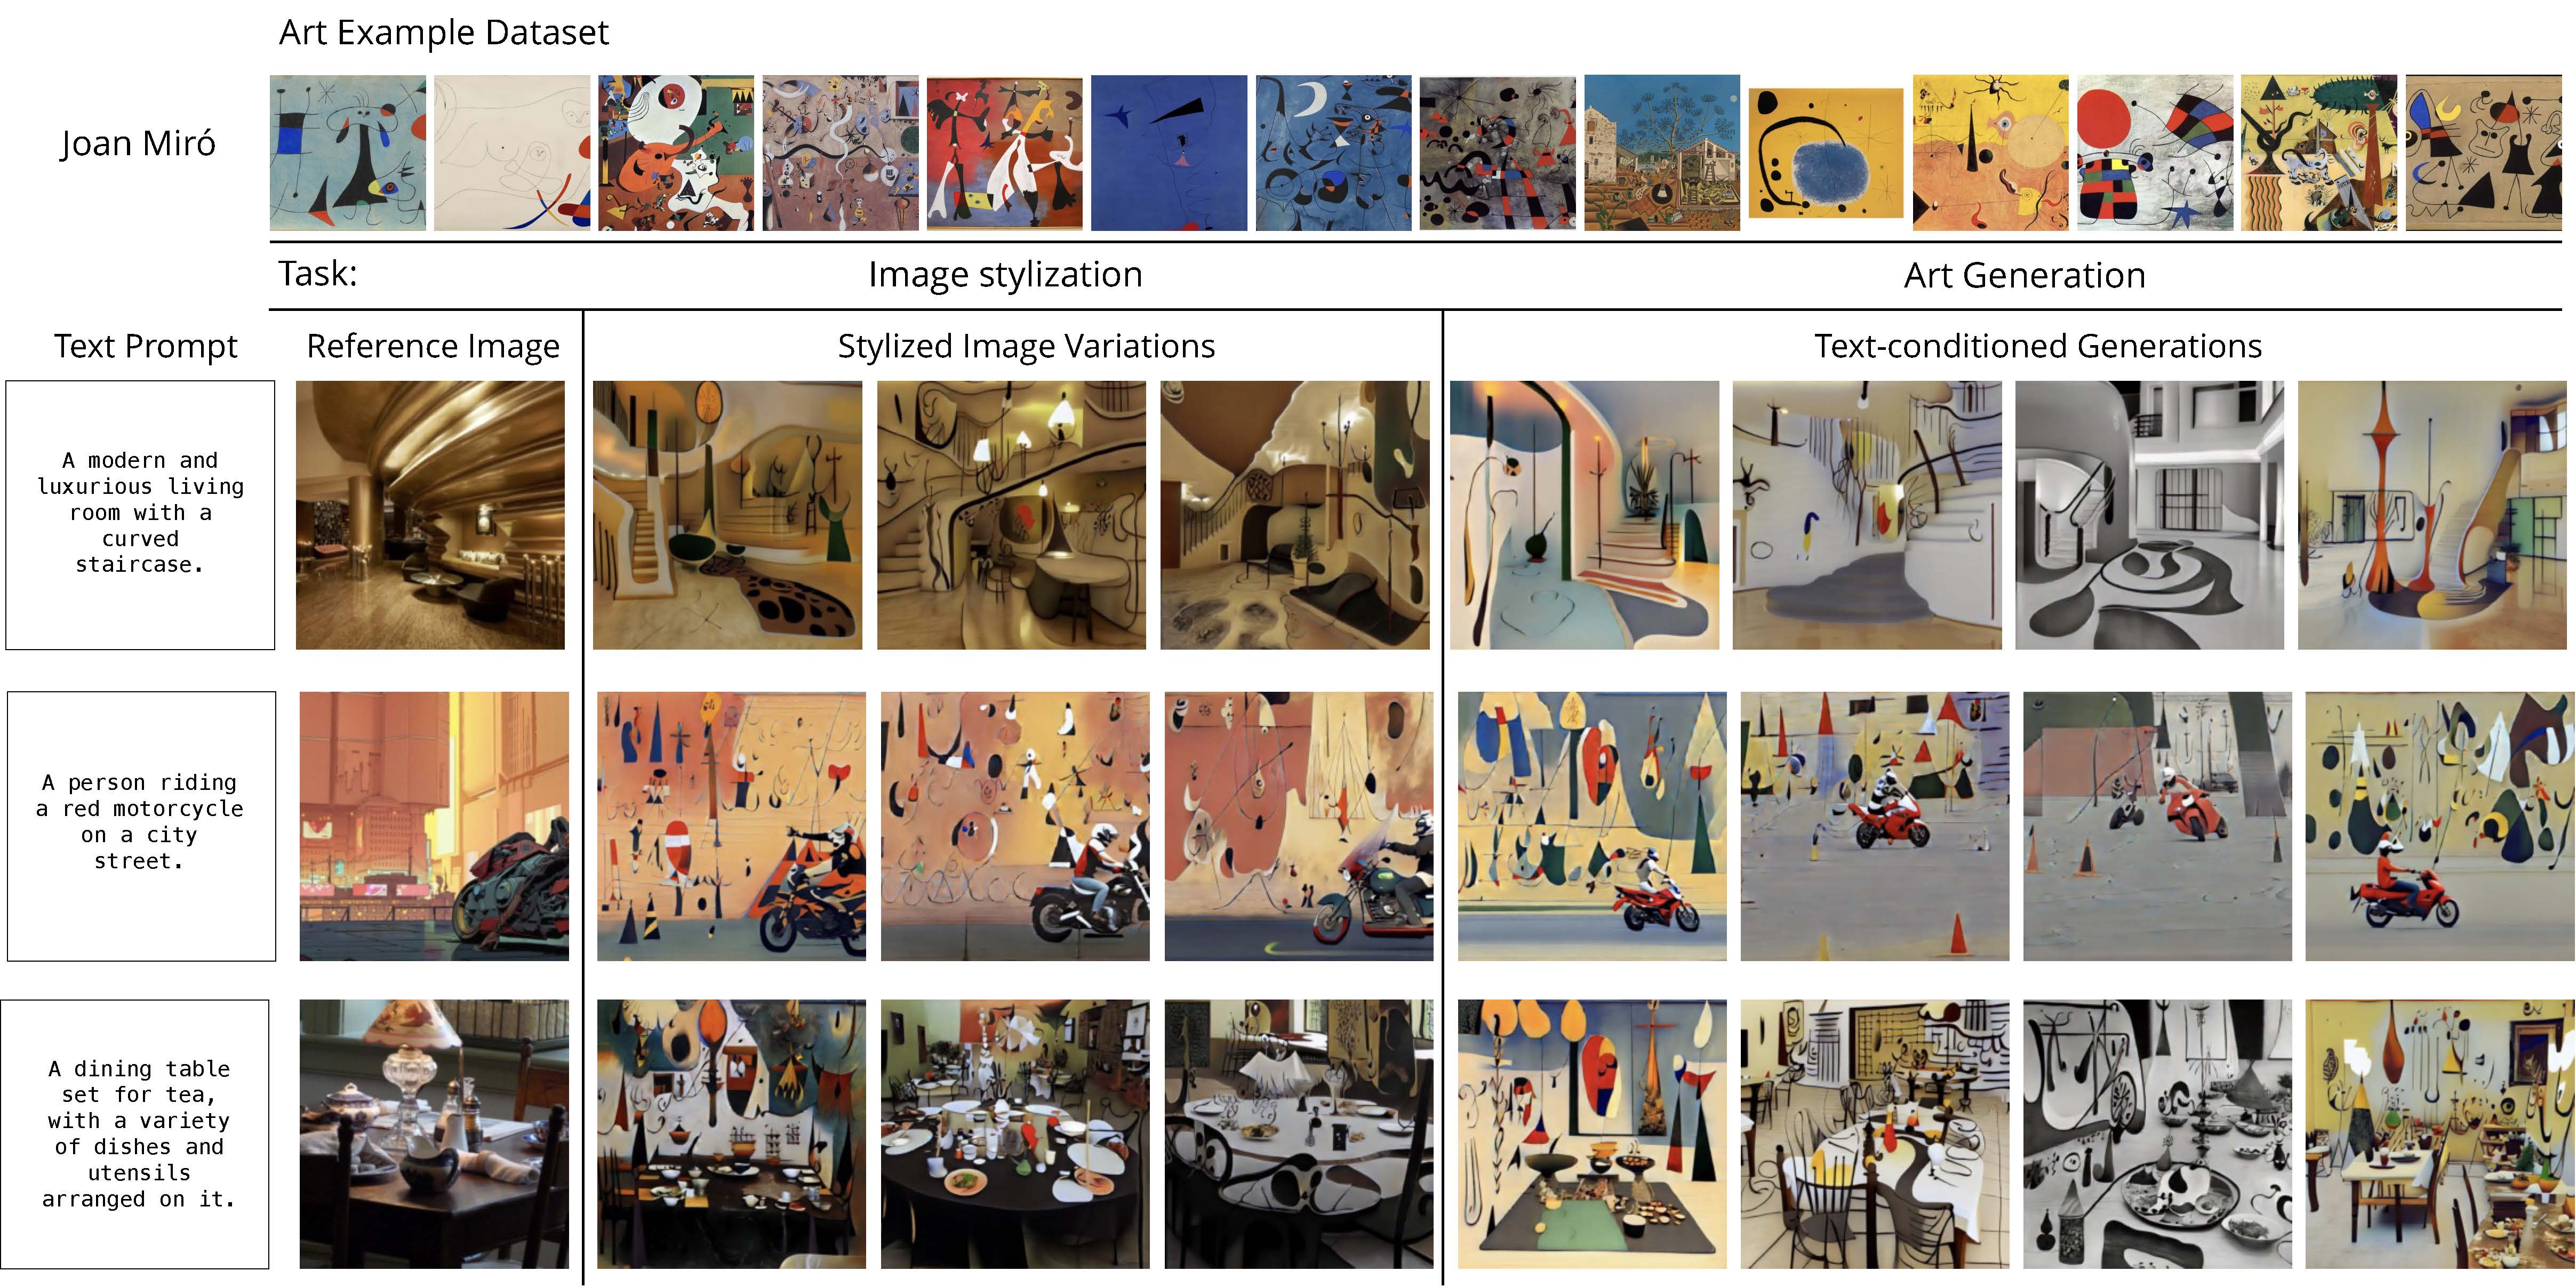 Art Example Dataset
Joan Miró
Task:
Image stylization
Art Generation
Text Prompt
Reference Image
Stylized Image Variations
Text-conditioned Generations
A modern and
luxurious living
room with a
curved
staircase.
A person riding
a red motorcycle
on a city
street.
A dining table
set for tea,
with a variety
of dishes and
utensils
arranged on it.